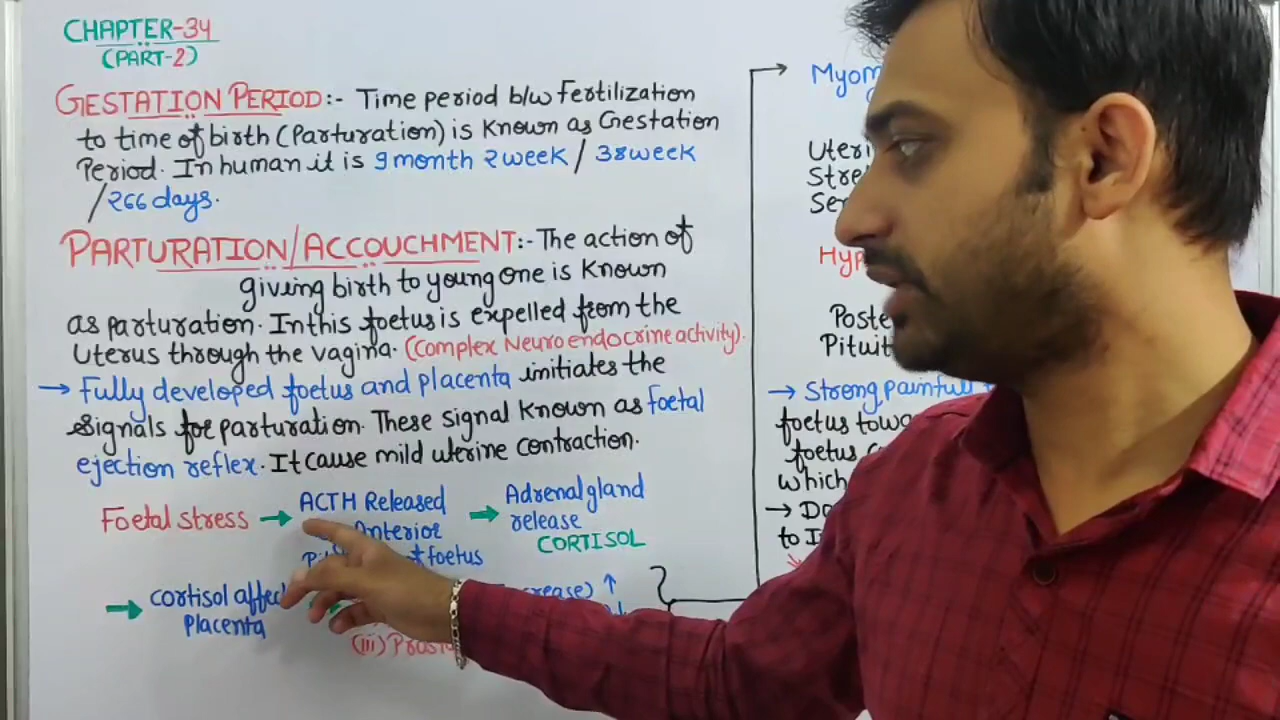 CHAPTER-34
(PART-2)
GESTATION PERIOD:- Time period b/w Fertilization
to time of birth (Parturation) is Known as Gestation
Period. In human it is 9 month 2 week / 38 week
/266 days.
PARTURATION/ACCOUCHMENT:- The action of
giving birth to young one is Known
as parturation. In this foetus is expelled from the
Uterus through the vagina. (Complex Neuroendocrine activity).
→ Fully developed foetus and placenta initiates the
Signals for parturation. These signal known as foetal
ejection reflex. It cause mild uterine contraction.
Foetal stress → ACTH Released
Anterior
foetus
→ Adrenal gland
release
CORTISOL
→ cortisol
Placenta
↑
(iii)
Uteri
Stre
Se
Hyp
Poste
Pituit
→ Strong painful
foetus towa
foetus
which
→ Do
to I